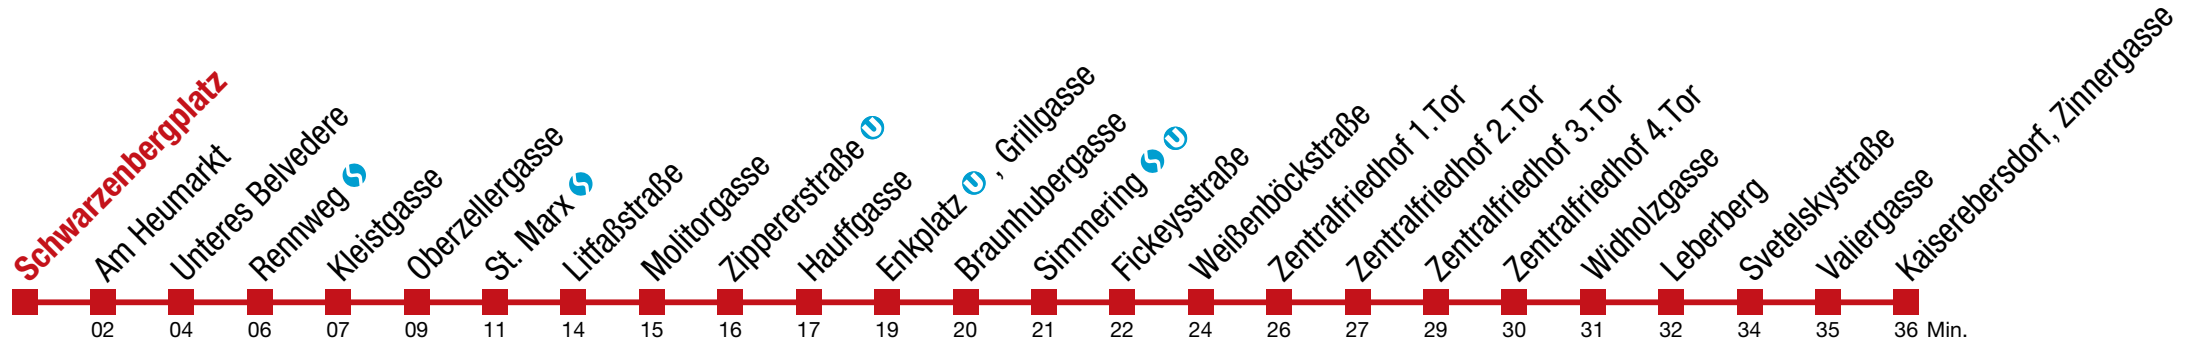 Schwarzenbergplatz
Am Heumarkt
Unteres Belvedere
Rennweg S
Kleistgasse
Oberzellergasse
St. Marx S
Litfaßstraße
Molitorgasse
Zippererstraße U
Hauffgasse
Enkplatz U , Grillgasse
Braunhubergasse
Simmering S U
Fickeysstraße
Weißenböckstraße
Zentralfriedhof 1.Tor
Zentralfriedhof 2.Tor
Zentralfriedhof 3.Tor
Zentralfriedhof 4.Tor
Widholzgasse
Leberberg
Svetelskystraße
Valiergasse
Kaiserebersdorf, Zinnergasse
02 04 06 07 09 11 14 15 16 17 19 20 21 22 24 26 27 29 30 31 32 34 35 36 Min.